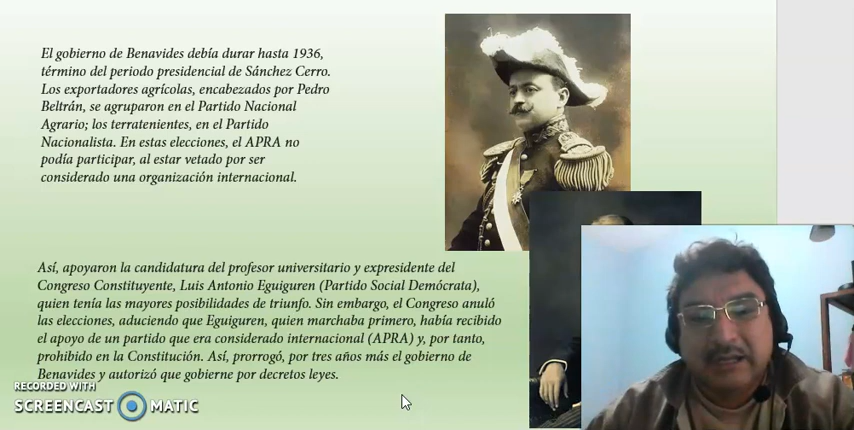 El gobierno de Benavides debía durar hasta 1936,
término del periodo presidencial de Sánchez Cerro.
Los exportadores agrícolas, encabezados por Pedro
Beltrán, se agruparon en el Partido Nacional
Agrario; los terratenientes, en el Partido
Nacionalista. En estas elecciones, el APRA no
podía participar, al estar vetado por ser
considerado una organización internacional.
Así, apoyaron la candidatura del profesor universitario y expresidente del
Congreso Constituyente, Luis Antonio Eguiguren (Partido Social Demócrata),
quien tenía las mayores posibilidades de triunfo. Sin embargo, el Congreso anuló
las elecciones, aduciendo que Eguiguren, quien marchaba primero, había recibido
el apoyo de un partido que era considerado internacional (APRA) y, por tanto,
prohibido en la Constitución. Así, prorrogó, por tres años más el gobierno de
Benavides y autorizó que gobierne por decretos leyes.
RECORDED WITH
SCREENCAST MATIC